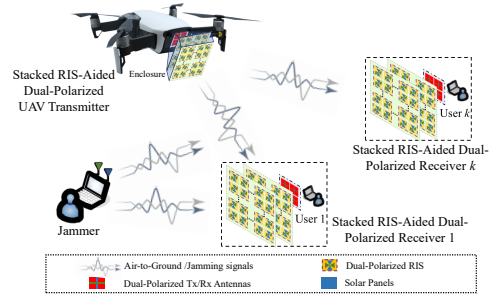 Stacked RIS-Aided
Dual-Polarized
UAV Transmitter
Enclosure
User k
Stacked RIS-Aided Dual-
Polarized Receiver k
Jammer
User 1
Stacked RIS-Aided Dual-
Polarized Receiver 1
Air-to-Ground /Jamming signals
Dual-Polarized RIS
Dual-Polarized Tx/Rx Antennas
Solar Panels